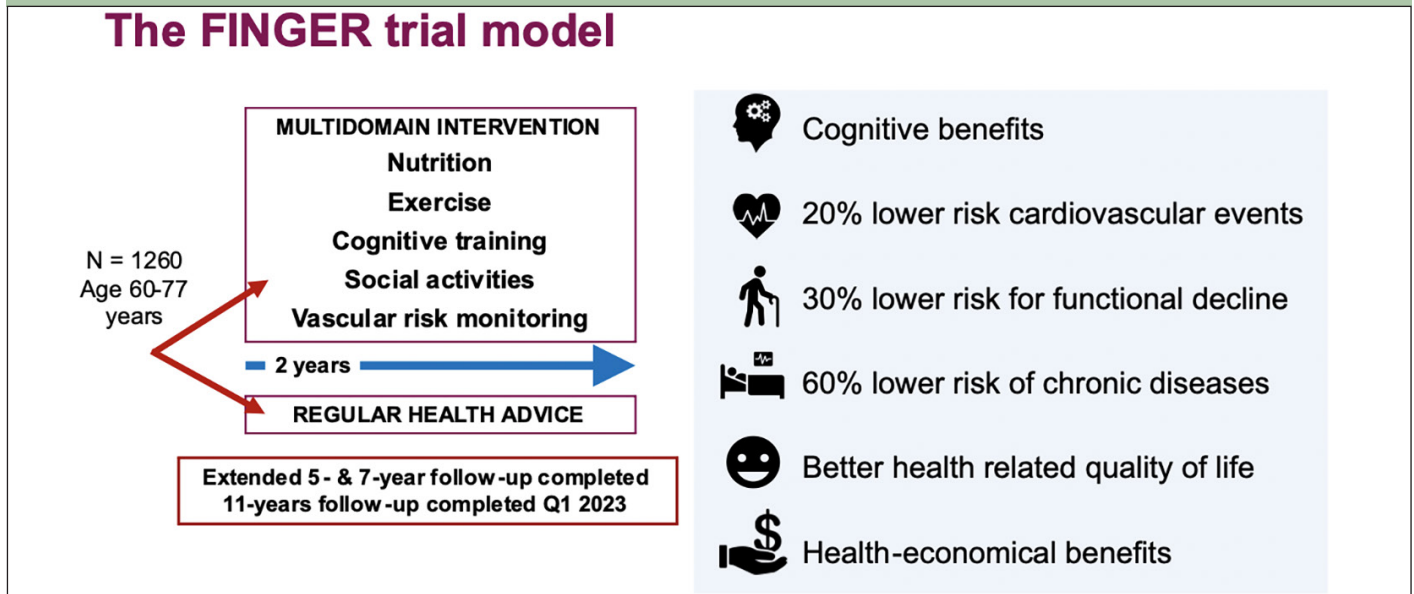 The FINGER trial model
N = 1260
Age 60-77
years
MULTIDOMAIN INTERVENTION
Nutrition
Exercise
Cognitive training
Social activities
Vascular risk monitoring
2 years
REGULAR HEALTH ADVICE
Extended 5- & 7-year follow-up completed
11-years follow-up completed Q1 2023
Cognitive benefits
20% lower risk cardiovascular events
30% lower risk for functional decline
60% lower risk of chronic diseases
Better health related quality of life
$
Health-economical benefits